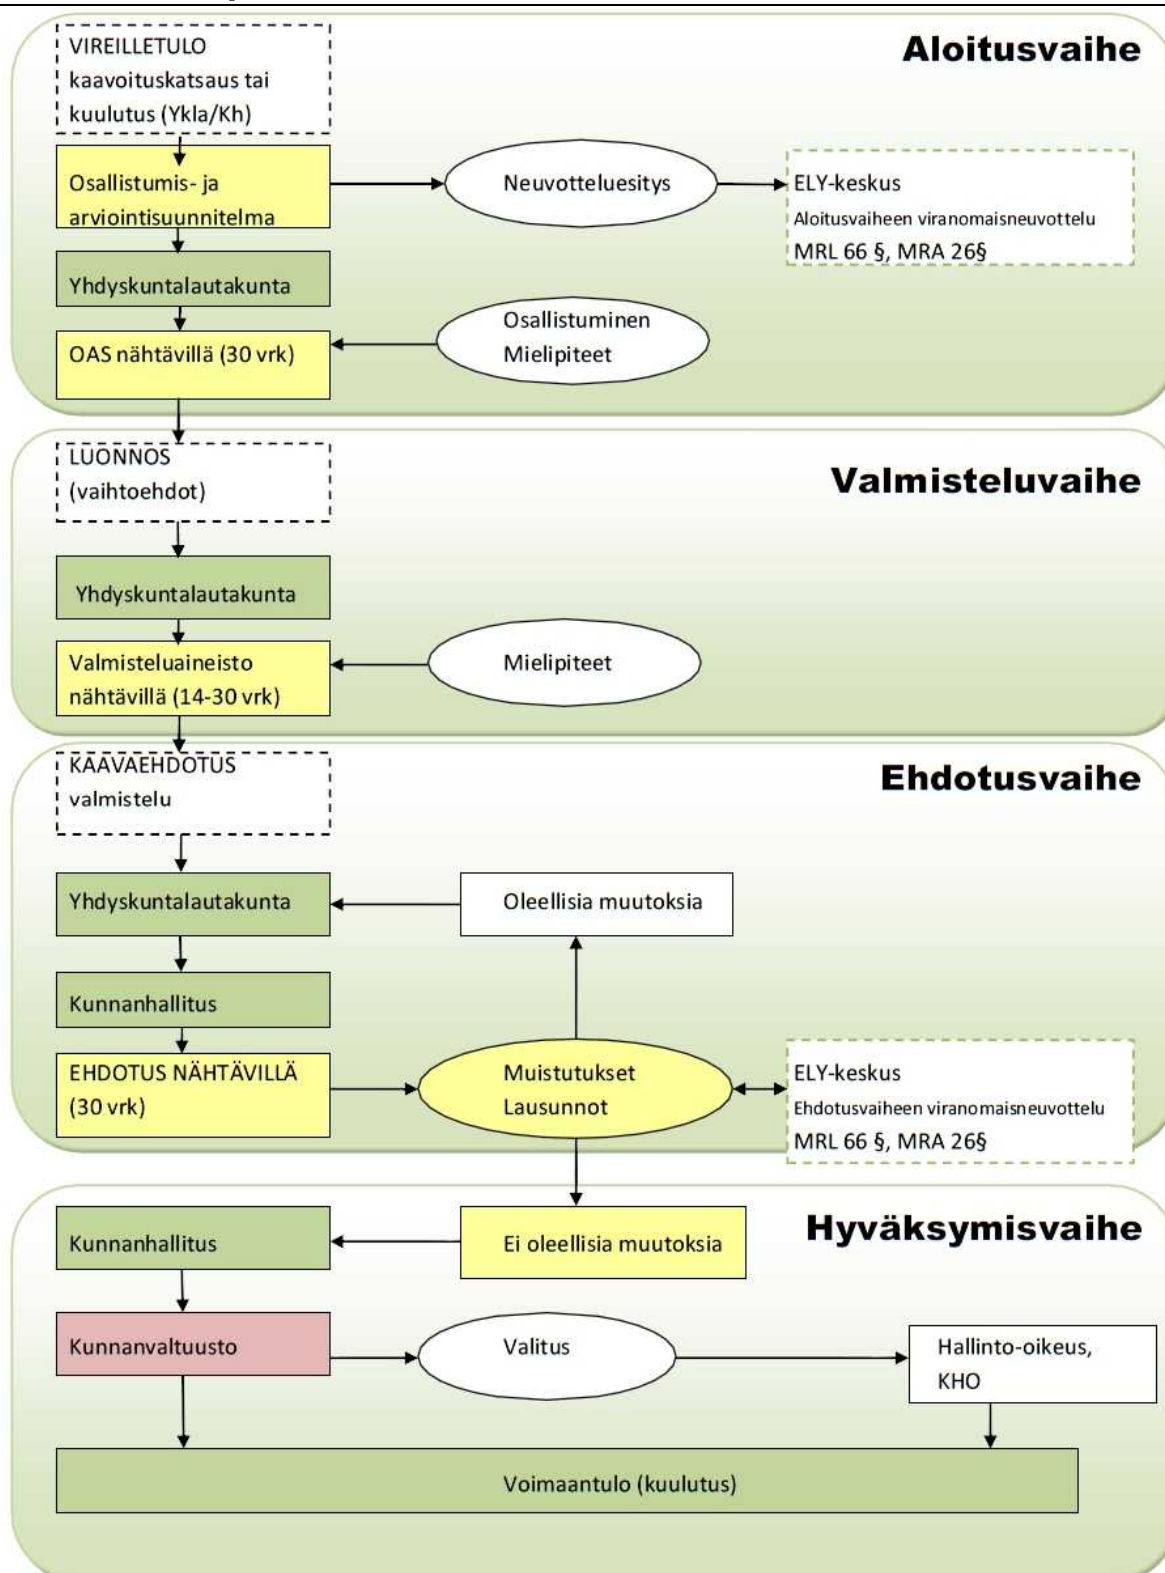 Aloitusvaihe
VIREILLETULO
kaavoituskatsaus tai
kuulutus (Ykla/Kh)
Osallistumis- ja
arviointisuunnitelma
Neuvotteluesitys
ELY-keskus
Aloitusvaiheen viranomaisneuvottelu
MRL 66 §, MRA 26§
Yhdyskuntalautakunta
OAS nähtävillä (30 vrk)
Osallistuminen
Mielipiteet
Valmisteluvaihe
LUONNOS
(vaihtoehdot)
Yhdyskuntalautakunta
Valmisteluaineisto
nähtävillä (14-30 vrk)
Mielipiteet
Ehdotusvaihe
KAAVAEHDOTUS
valmistelu
Yhdyskuntalautakunta
Oleellisia muutoksia
Kunnanhallitus
EHDOTUS NÄHTÄVILLÄ
(30 vrk)
Muistutukset
Lausunnot
ELY-keskus
Ehdotusvaiheen viranomaisneuvottelu
MRL 66 §, MRA 26§
Hyväksymisvaihe
Kunnanhallitus
Ei oleellisia muutoksia
Kunnanvaltuusto
Valitus
Hallinto-oikeus,
KHO
Voimaantulo (kuulutus)